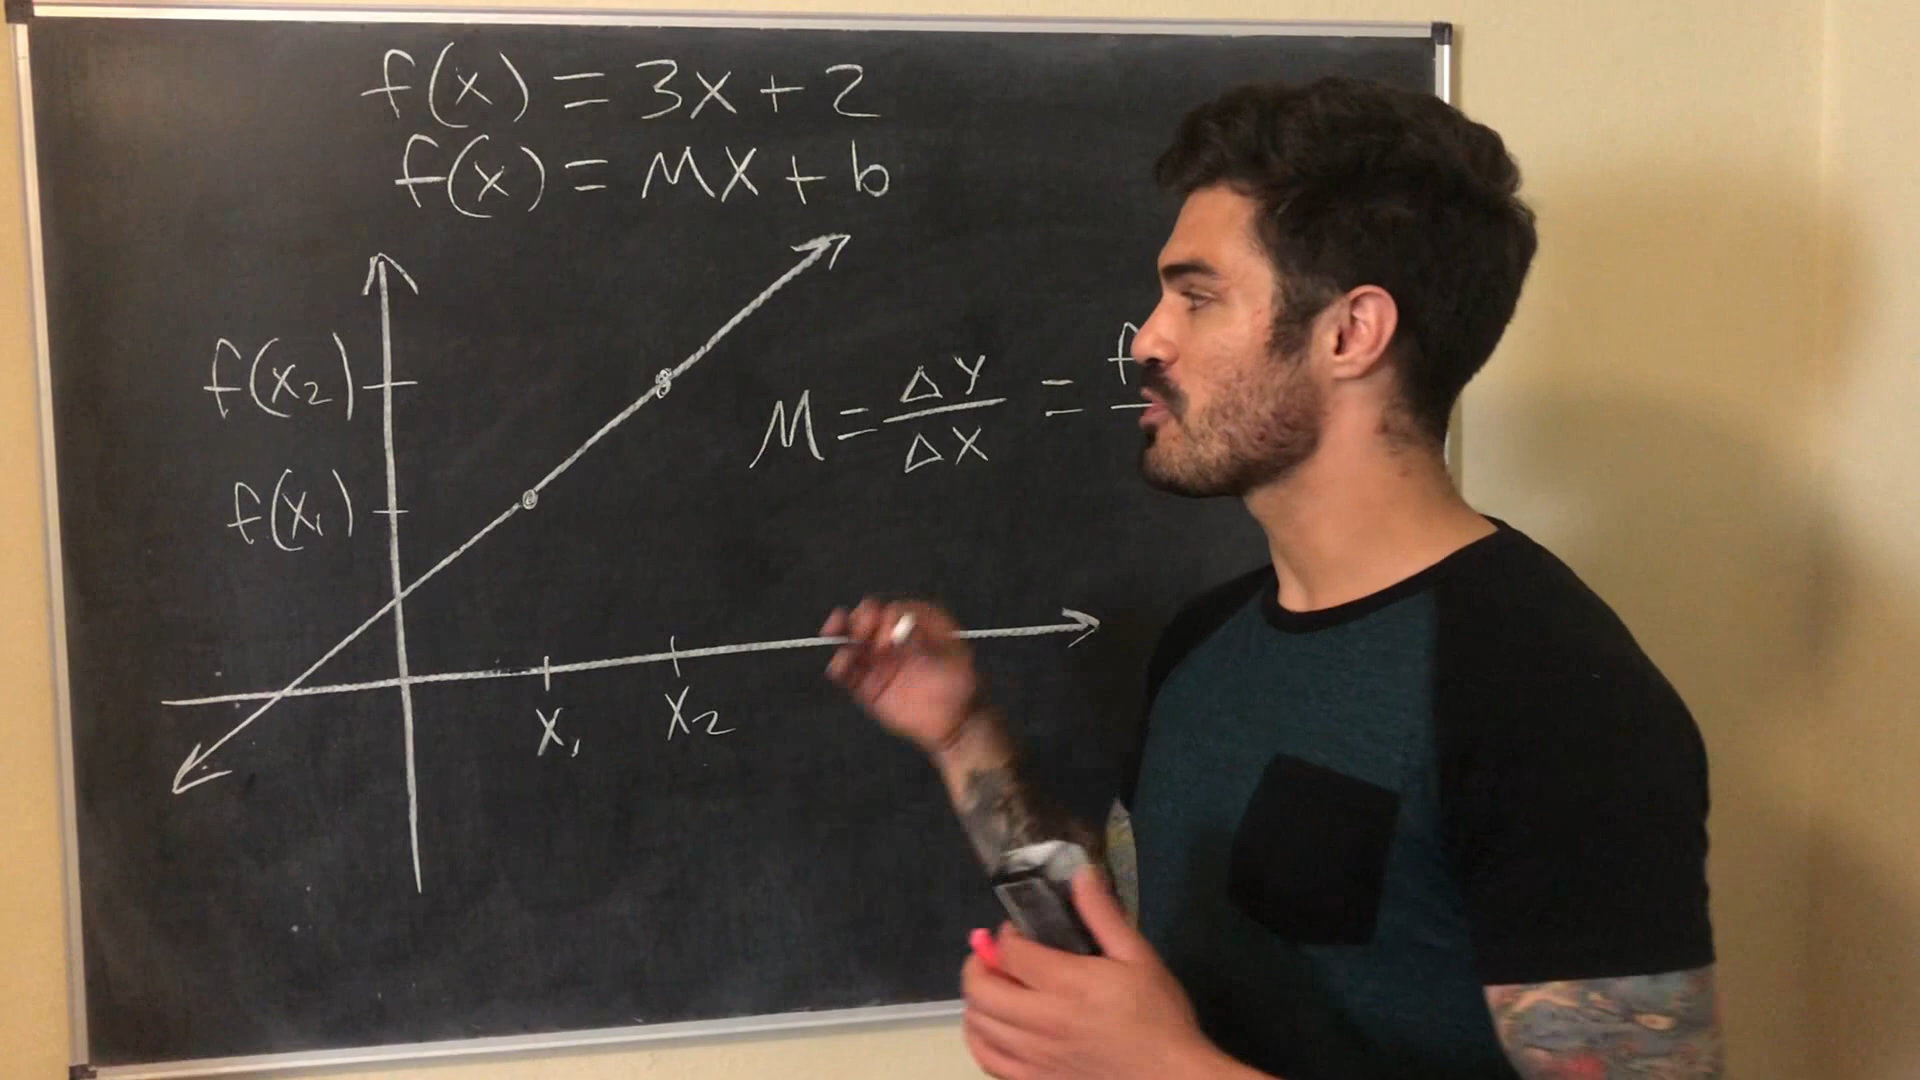 f(x) = 3x + 2
f(x) = Mx + b
f(x₂)
M = Δy/Δx = f
f(x₁)
x₁ x₂